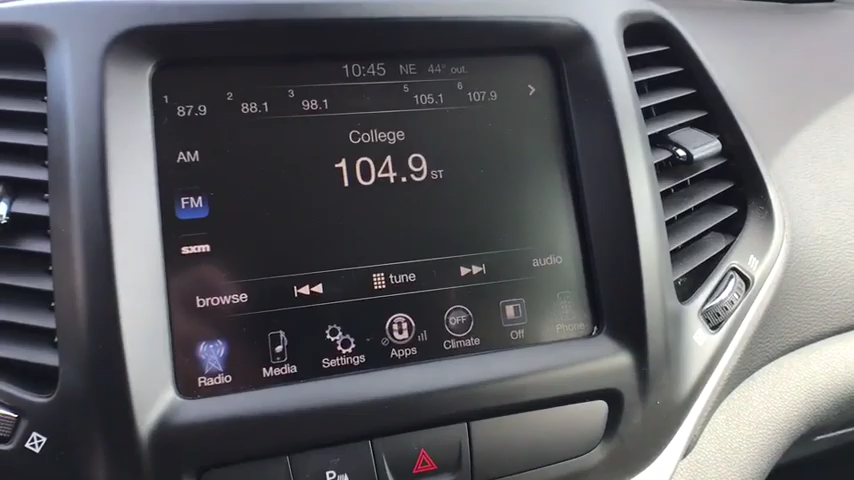 10:45 NE 44° out
1 87.9 2 88.1 3 98.1 5 105.1 6 107.9
College
AM
104.9 ST
FM
sxm
browse tune audio
Radio Media Settings Apps OFF Climate Off Phone
P